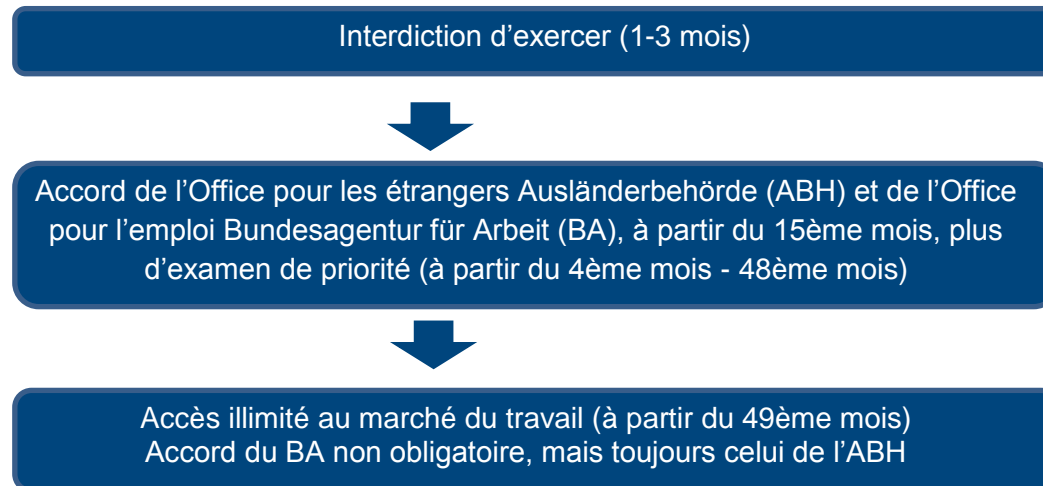 Interdiction d’exercer (1-3 mois)
Accord de l’Office pour les étrangers Ausländerbehörde (ABH) et de l’Office
pour l’emploi Bundesagentur für Arbeit (BA), à partir du 15ème mois, plus
d’examen de priorité (à partir du 4ème mois - 48ème mois)
Accès illimité au marché du travail (à partir du 49ème mois)
Accord du BA non obligatoire, mais toujours celui de l’ABH